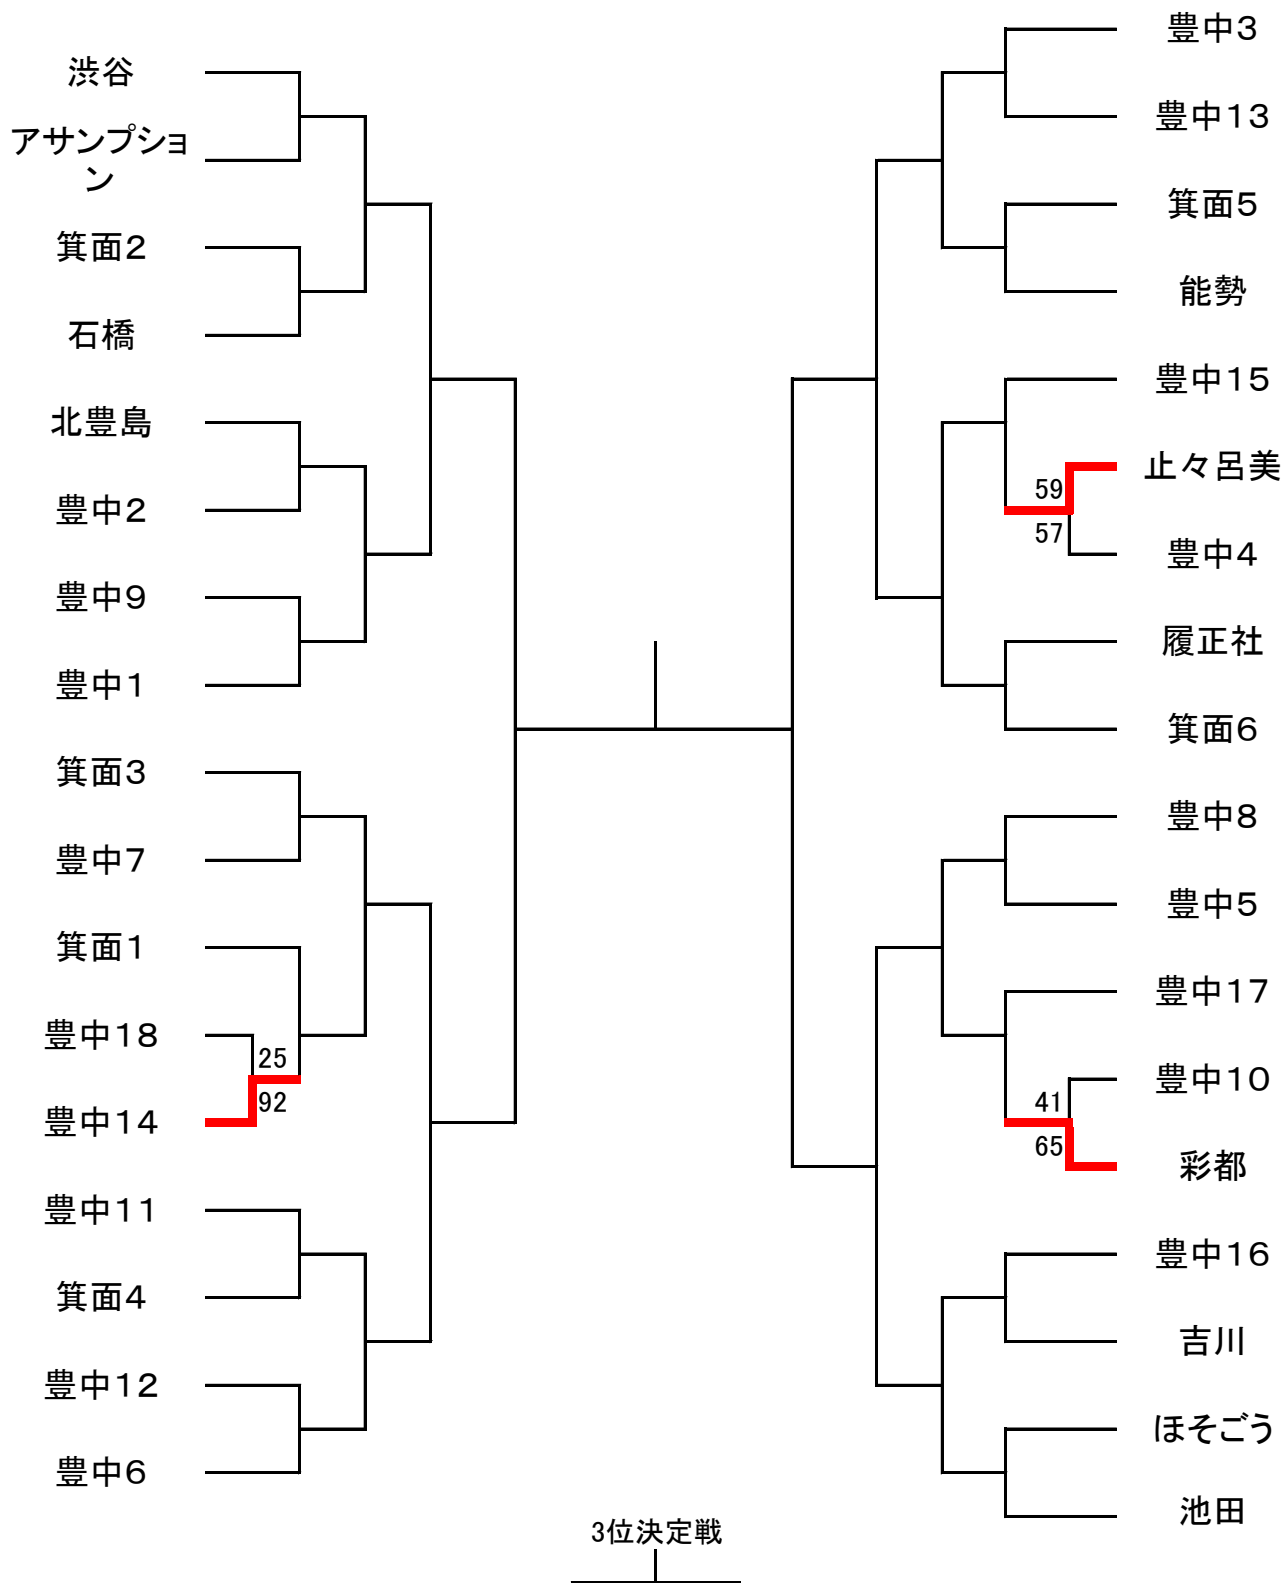 渋谷
アサンプショ
ン
箕面2
石橋
北豊島
豊中2
豊中9
豊中1
箕面3
豊中7
箕面1
豊中18
25
92
豊中14
豊中11
箕面4
豊中12
豊中6
豊中3
豊中13
箕面5
能勢
豊中15
止々呂美
59
57
豊中4
履正社
箕面6
豊中8
豊中5
豊中17
豊中10
41
65
彩都
豊中16
吉川
ほそごう
池田
3位決定戦